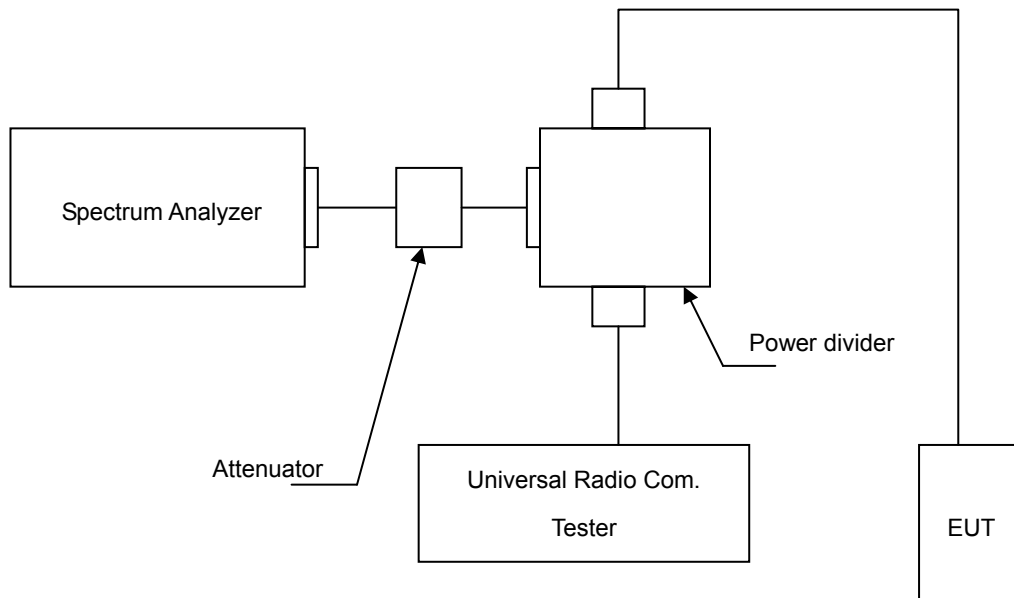 Spectrum Analyzer
Power divider
Attenuator
Universal Radio Com.
Tester
EUT